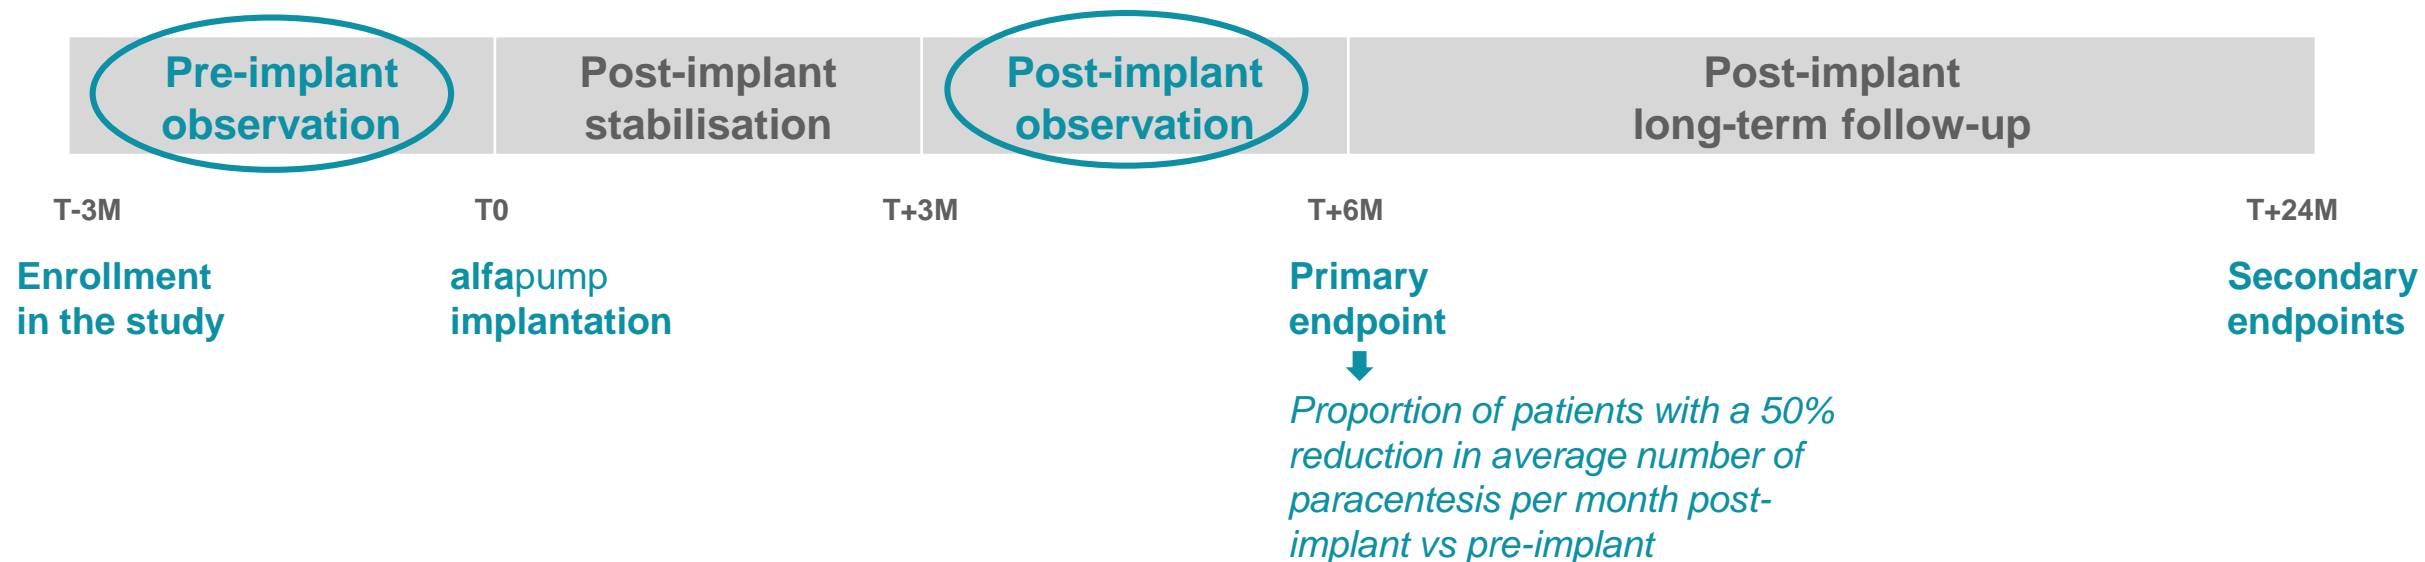 Pre-implant
observation
Post-implant
stabilisation
Post-implant
observation
Post-implant
long-term follow-up
T-3M
T0
T+3M
T+6M
T+24M
Enrollment
in the study
alfapump
implantation
Primary
endpoint
Secondary
endpoints
Proportion of patients with a 50%
reduction in average number of
paracentesis per month post-
implant vs pre-implant